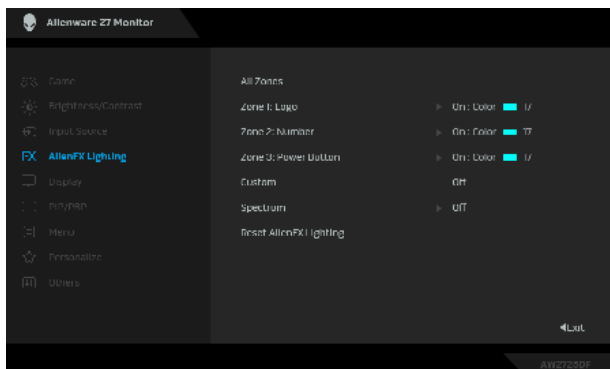 Alienware 27 Monitor
Game
Brightness/Contrast
Input Source
AlienFX Lighting
Display
PIP/PBP
Menu
Personalize
Others
All Zones
Zone 1: Logo On: Color 17
Zone 2: Number On: Color 17
Zone 3: Power Button On: Color 17
Custom Off
Spectrum Off
Reset AlienFX Lighting
Exit
AW2725DF